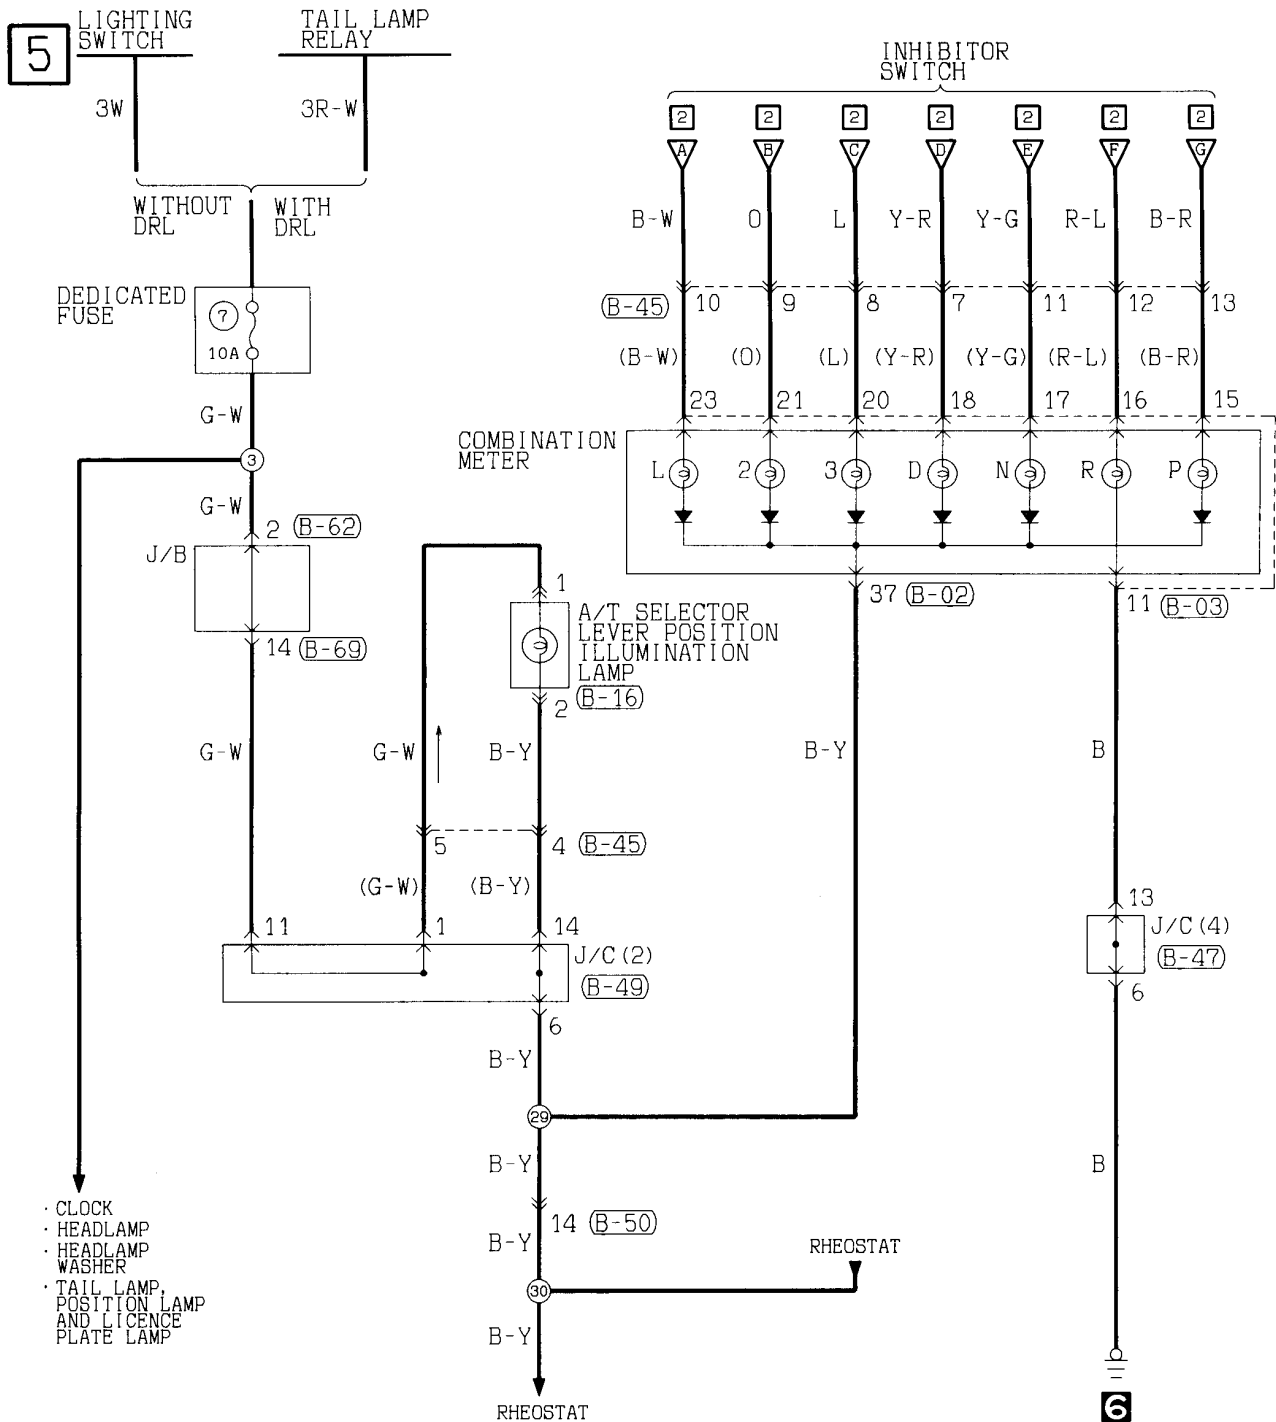 5
LIGHTING
SWITCH
TAIL LAMP
RELAY
3W
3R-W
WITHOUT
DRL
WITH
DRL
DEDICATED
FUSE
7
10A
G-W
3
G-W
2 B-62
J/B
14 B-69
G-W
G-W
B-Y
1
A/T SELECTOR
LEVER POSITION
ILLUMINATION
LAMP
B-16
2
5
4 B-45
(G-W)
(B-Y)
11
1
14
J/C(2)
B-49
6
B-Y
29
B-Y
14 B-50
B-Y
30
B-Y
RHEOSTAT
RHEOSTAT
· CLOCK
· HEADLAMP
· HEADLAMP
WASHER
· TAIL LAMP,
POSITION LAMP
AND LICENCE
PLATE LAMP
INHIBITOR
SWITCH
2 2 2 2 2 2 2
A B C D E F G
B-W O L Y-R Y-G R-L B-R
B-45 10 9 8 7 11 12 13
(B-W) (O) (L) (Y-R) (Y-G) (R-L) (B-R)
23 21 20 18 17 16 15
COMBINATION
METER
L 2 3 D N R P
37 B-02
11 B-03
B-Y
B
13
J/C(4)
B-47
6
B
6